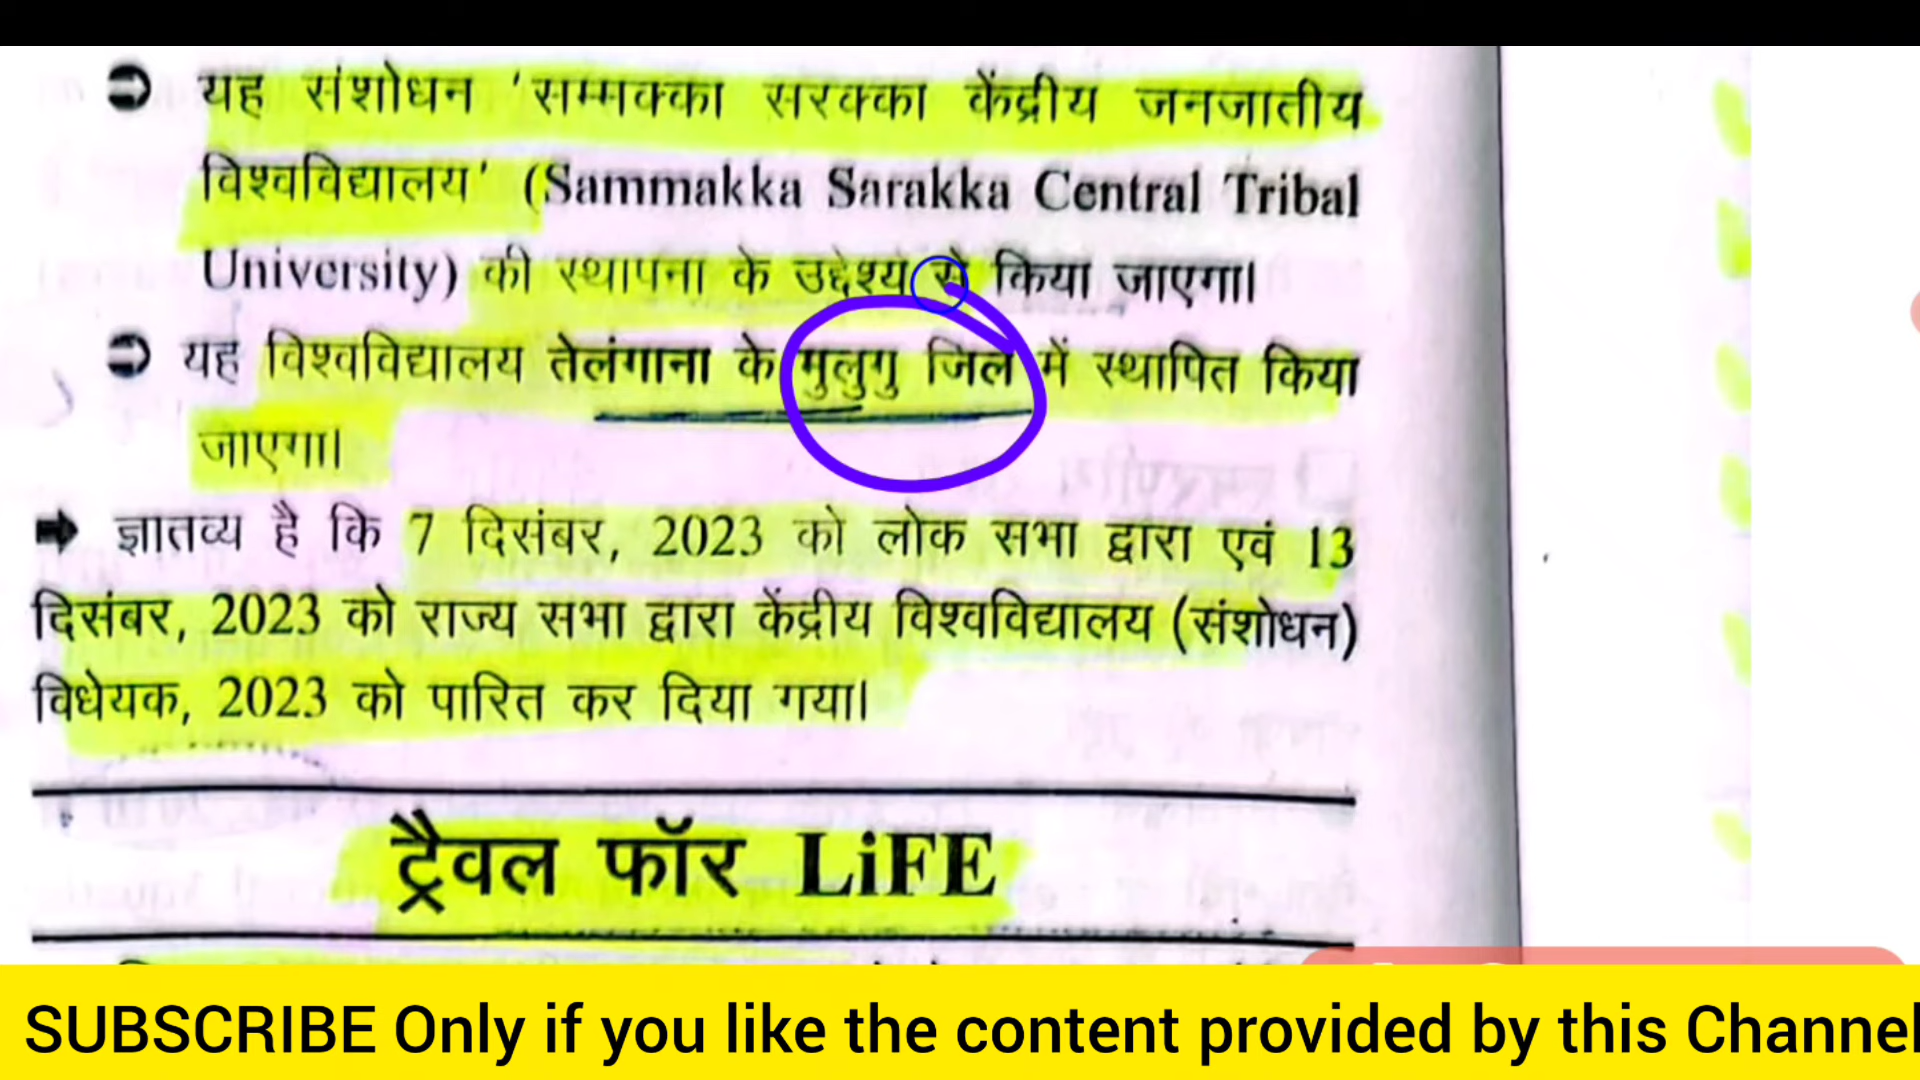 यह संशोधन 'सम्मक्का सरक्का केंद्रीय जनजातीय
विश्वविद्यालय' (Sammakka Sarakka Central Tribal
University) की स्थापना के उद्देश्य से किया जाएगा।
यह विश्वविद्यालय तेलंगाना के मुलुगु जिले में स्थापित किया
जाएगा।
ज्ञातव्य है कि 7 दिसंबर, 2023 को लोक सभा द्वारा एवं 13
दिसंबर, 2023 को राज्य सभा द्वारा केंद्रीय विश्वविद्यालय (संशोधन)
विधेयक, 2023 को पारित कर दिया गया।
ट्रैवल फॉर LiFE
SUBSCRIBE Only if you like the content provided by this Channel